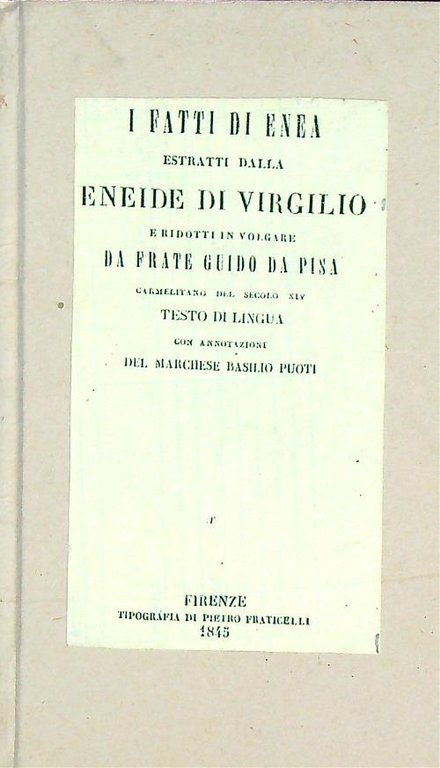 I FATTI DI ENEA
ESTRATTI DALLA
ENEIDE DI VIRGILIO
E RIDOTTI IN VOLGARE
DA FRATE GUIDO DA PISA
CARMELITANO DEL SECOLO XIV
TESTO DI LINGUA
CON ANNOTAZIONI
DEL MARCHESE BASILIO PUOTI
FIRENZE
TIPOGRAFIA DI PIETRO FRATICELLI
1845